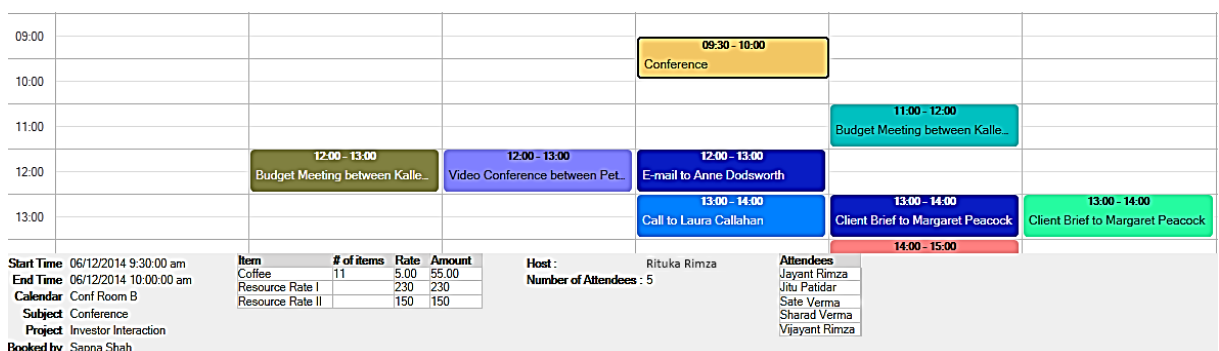 09:00
09:30 - 10:00
Conference
10:00
11:00
11:00 - 12:00
Budget Meeting between Kalle...
12:00
12:00 - 13:00
Budget Meeting between Kalle...
12:00 - 13:00
Video Conference between Pet...
12:00 - 13:00
E-mail to Anne Dodsworth
13:00
13:00 - 14:00
Call to Laura Callahan
13:00 - 14:00
Client Brief to Margaret Peacock
13:00 - 14:00
Client Brief to Margaret Peacock
14:00 - 15:00
Start Time 06/12/2014 9:30:00 am
End Time 06/12/2014 10:00:00 am
Calendar Conf Room B
Subject Conference
Project Investor Interaction
Booked by Sapna Shah
Item # of items Rate Amount
Coffee 11 5.00 55.00
Resource Rate I 230 230
Resource Rate II 150 150
Host : Rituka Rimza
Number of Attendees : 5
Attendees
Jayant Rimza
Jitu Patidar
Sate Verma
Sharad Verma
Vijayant Rimza